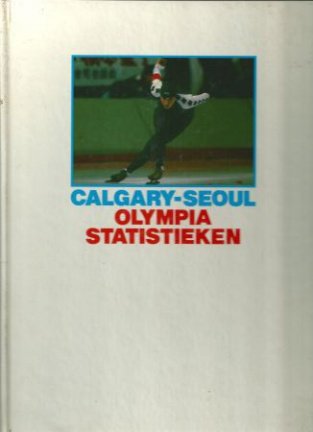 CALGARY-SEOUL
OLYMPIA
STATISTIEKEN